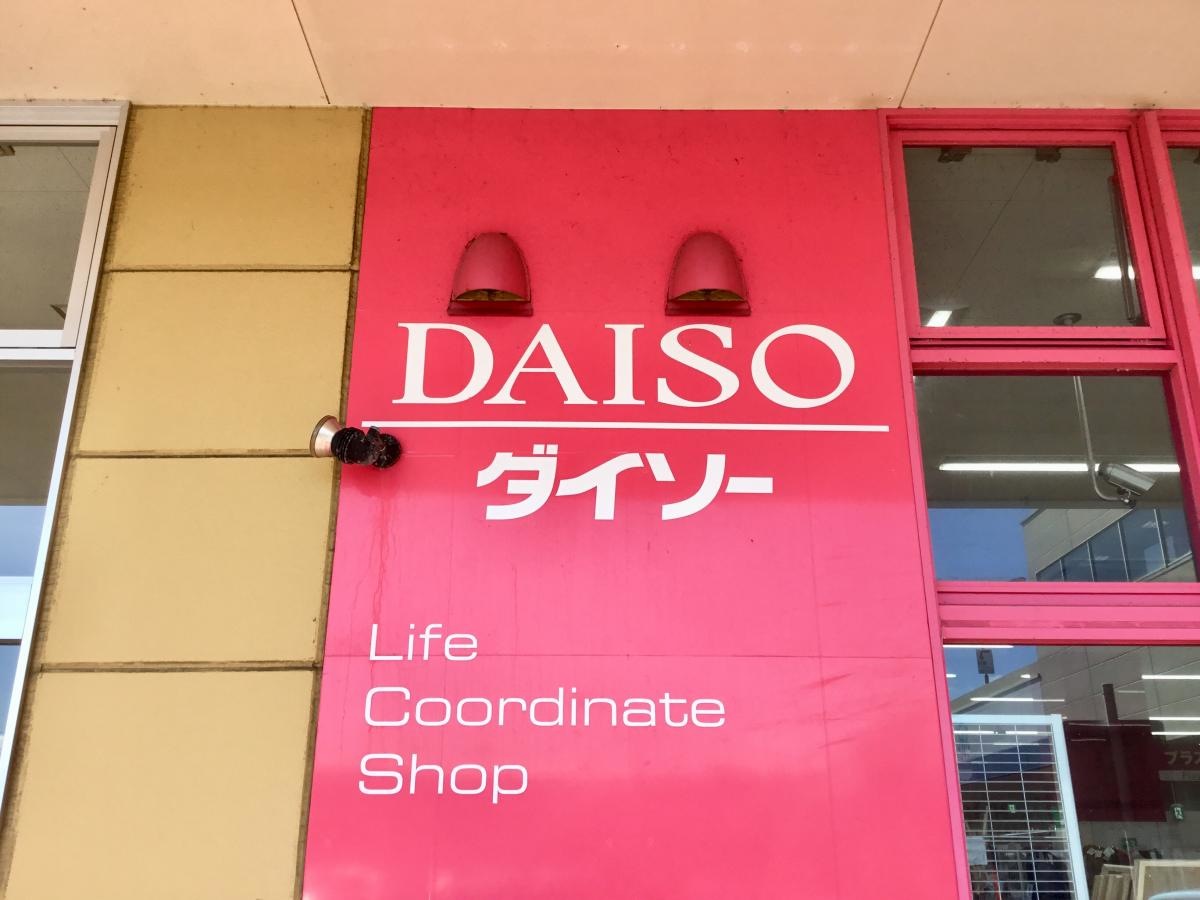 DAISO
ダイソー
Life
Coordinate
Shop